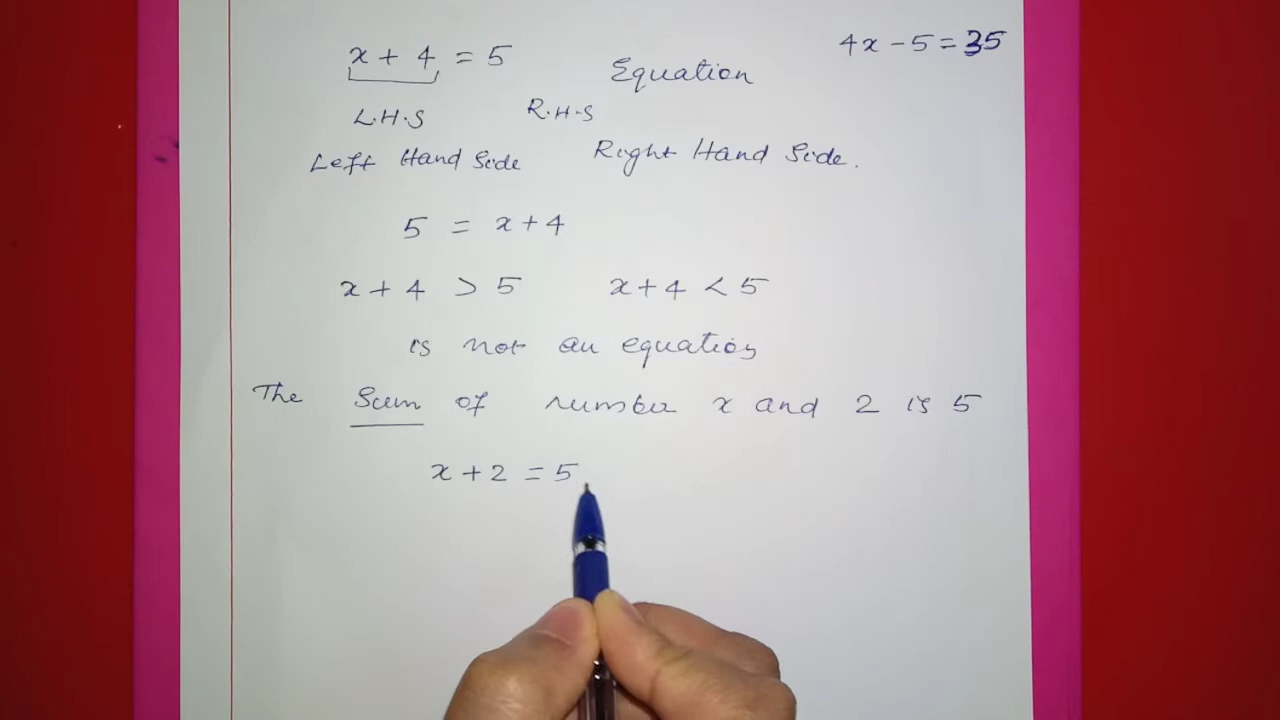 x + 4 = 5 Equation 4x - 5 = 35
L.H.S R.H.S
Left Hand Side Right Hand Side.
5 = x + 4
x + 4 > 5 x + 4 < 5
is not an equation
The Sum of number x and 2 is 5
x + 2 = 5